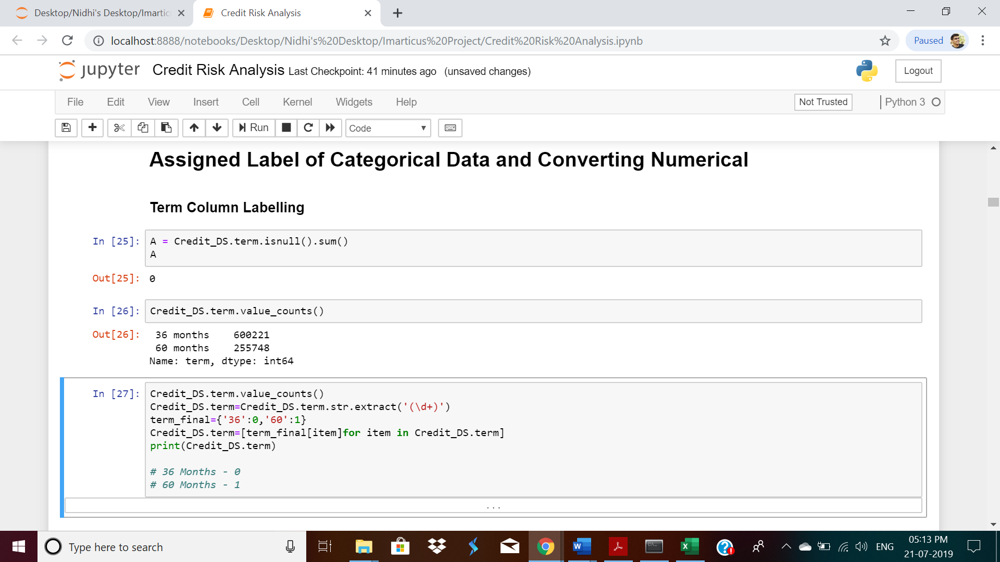 Desktop/Nidhi's Desktop/Imartic
Credit Risk Analysis
localhost:8888/notebooks/Desktop/Nidhi's%20Desktop/Imarticus%20Project/Credit%20Risk%20Analysis.ipynb
Paused
jupyter Credit Risk Analysis Last Checkpoint: 41 minutes ago (unsaved changes)
Logout
File Edit View Insert Cell Kernel Widgets Help
Not Trusted
Python 3
Run
Code
Assigned Label of Categorical Data and Converting Numerical
Term Column Labelling
In [25]: A = Credit_DS.term.isnull().sum()
A
Out[25]: 0
In [26]: Credit_DS.term.value_counts()
Out[26]: 36 months 600221
60 months 255748
Name: term, dtype: int64
In [27]: Credit_DS.term.value_counts()
Credit_DS.term=Credit_DS.term.str.extract('(\d+)')
term_final={'36':0,'60':1}
Credit_DS.term=[term_final[item]for item in Credit_DS.term]
print(Credit_DS.term)
# 36 Months - 0
# 60 Months - 1
...
Type here to search
ENG
05:13 PM
21-07-2019